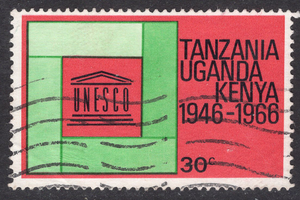 UNESCO
TANZANIA
UGANDA
KENYA
1946-1966
30c